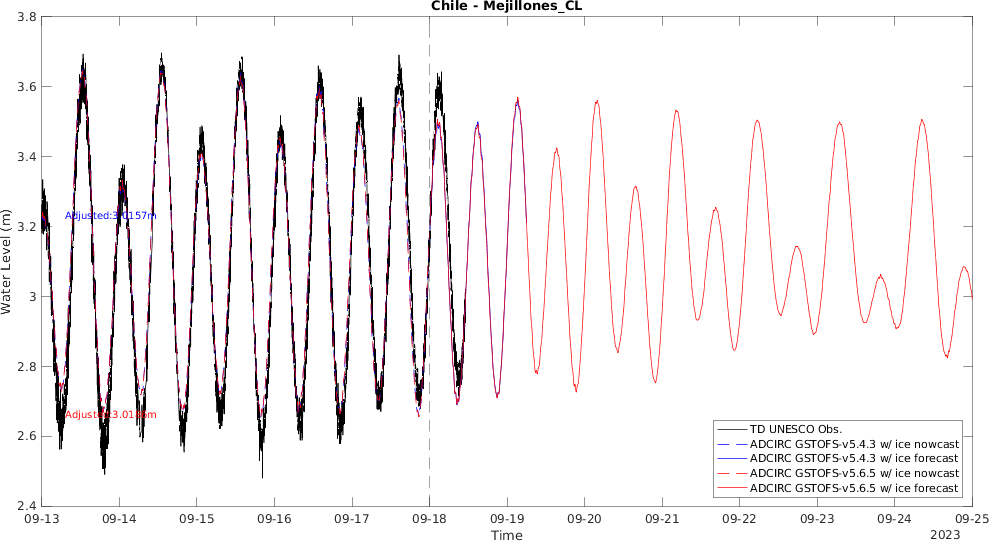 Chile - Mejillones_CL
3.8
3.6
3.4
3.2
3
2.8
2.6
2.4
Water Level (m)
Adjusted:3.0157m
TD UNESCO Obs.
ADCIRC GSTOFS-v5.4.3 w/ ice nowcast
ADCIRC GSTOFS-v5.4.3 w/ ice forecast
ADCIRC GSTOFS-v5.6.5 w/ ice nowcast
ADCIRC GSTOFS-v5.6.5 w/ ice forecast
09-13 09-14 09-15 09-16 09-17 09-18 09-19 09-20 09-21 09-22 09-23 09-24 09-25
Time
2023